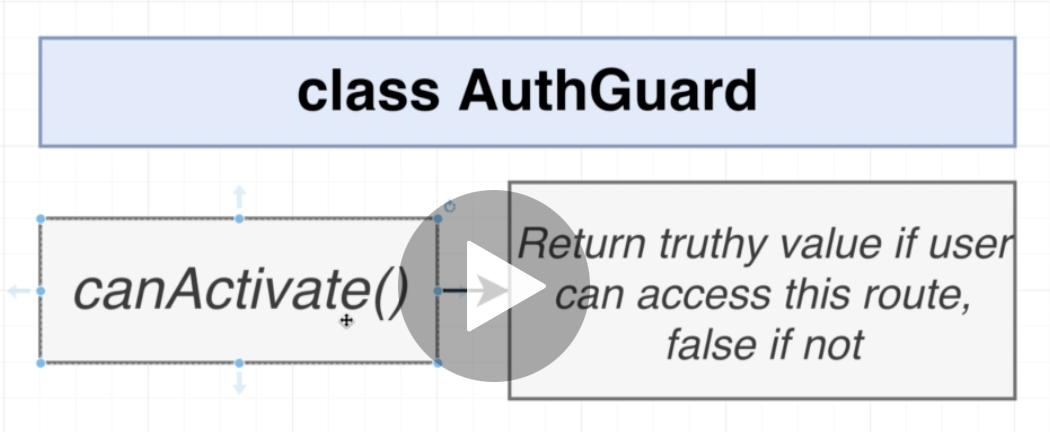 class AuthGuard
canActivate()
Return truthy value if user
can access this route,
false if not